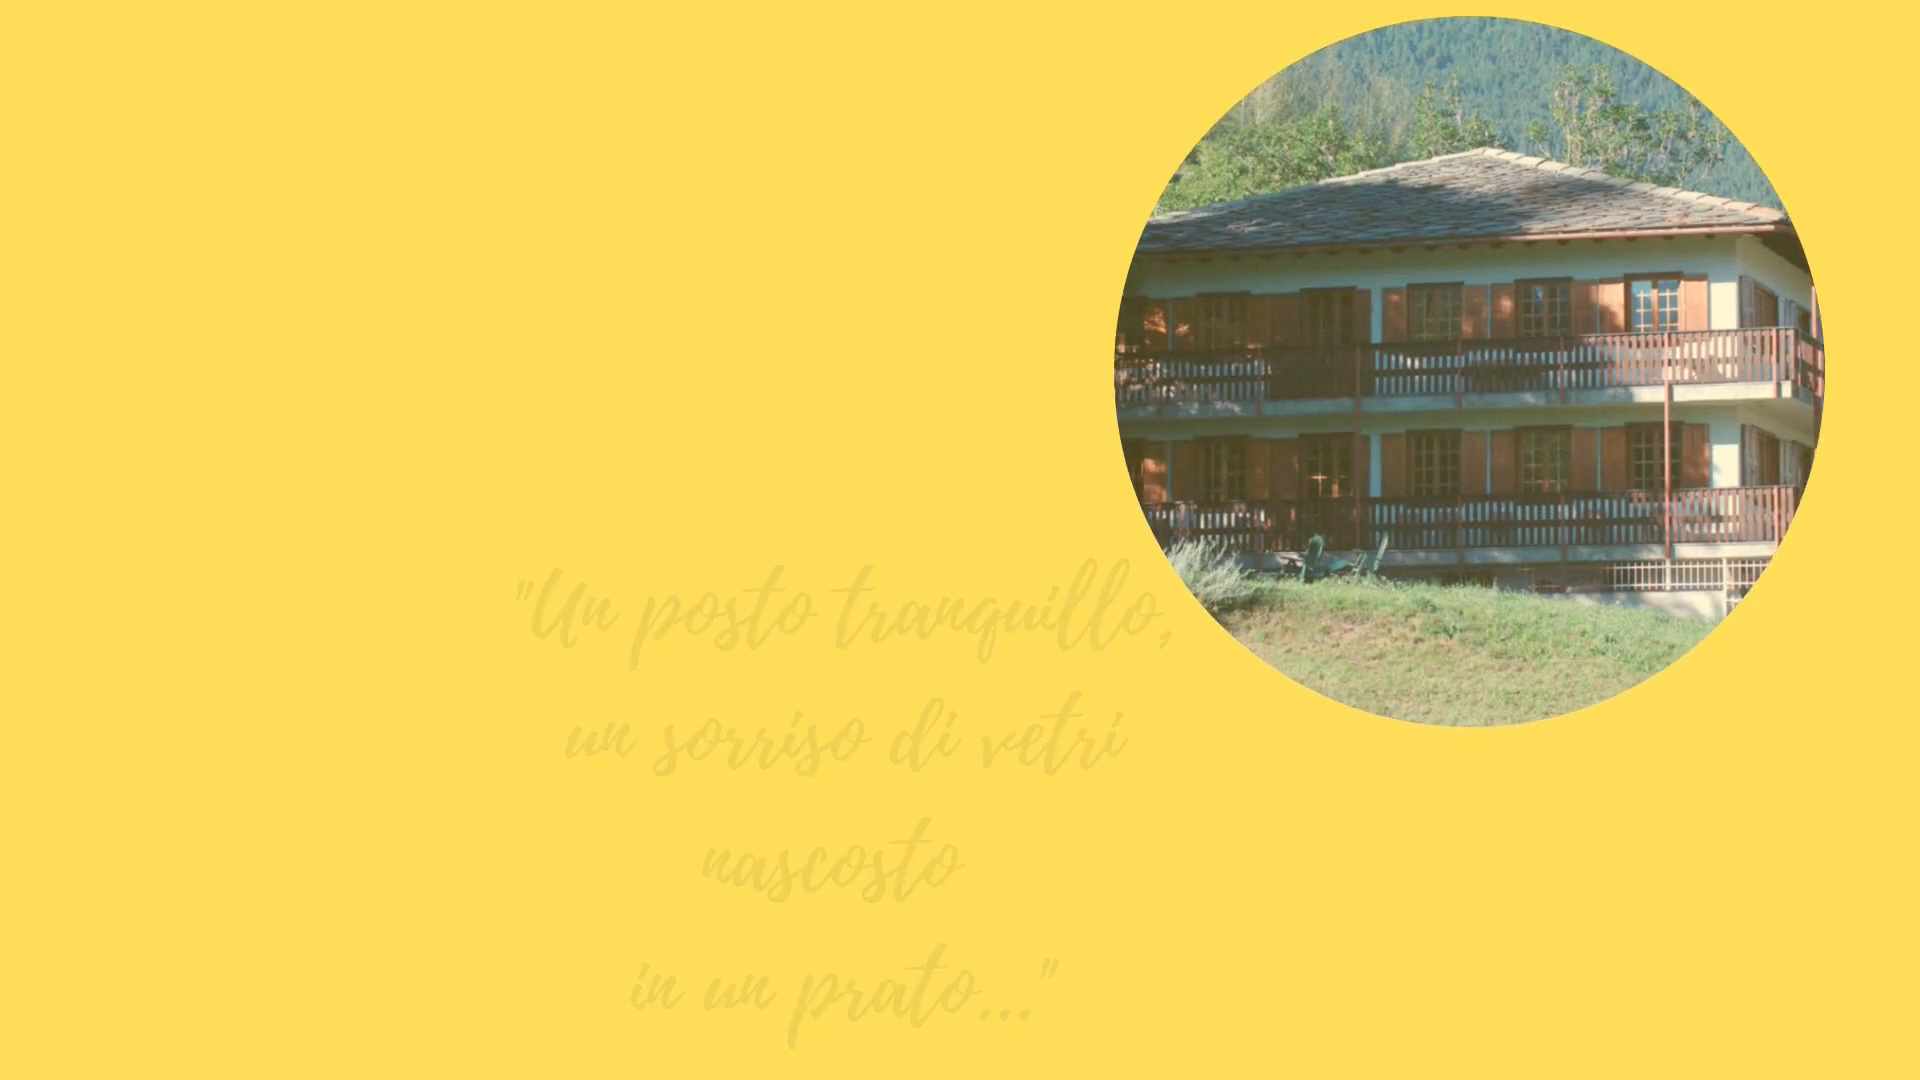 "Un posto tranquillo,
un sorriso di vetri
nascosto
in un prato..."